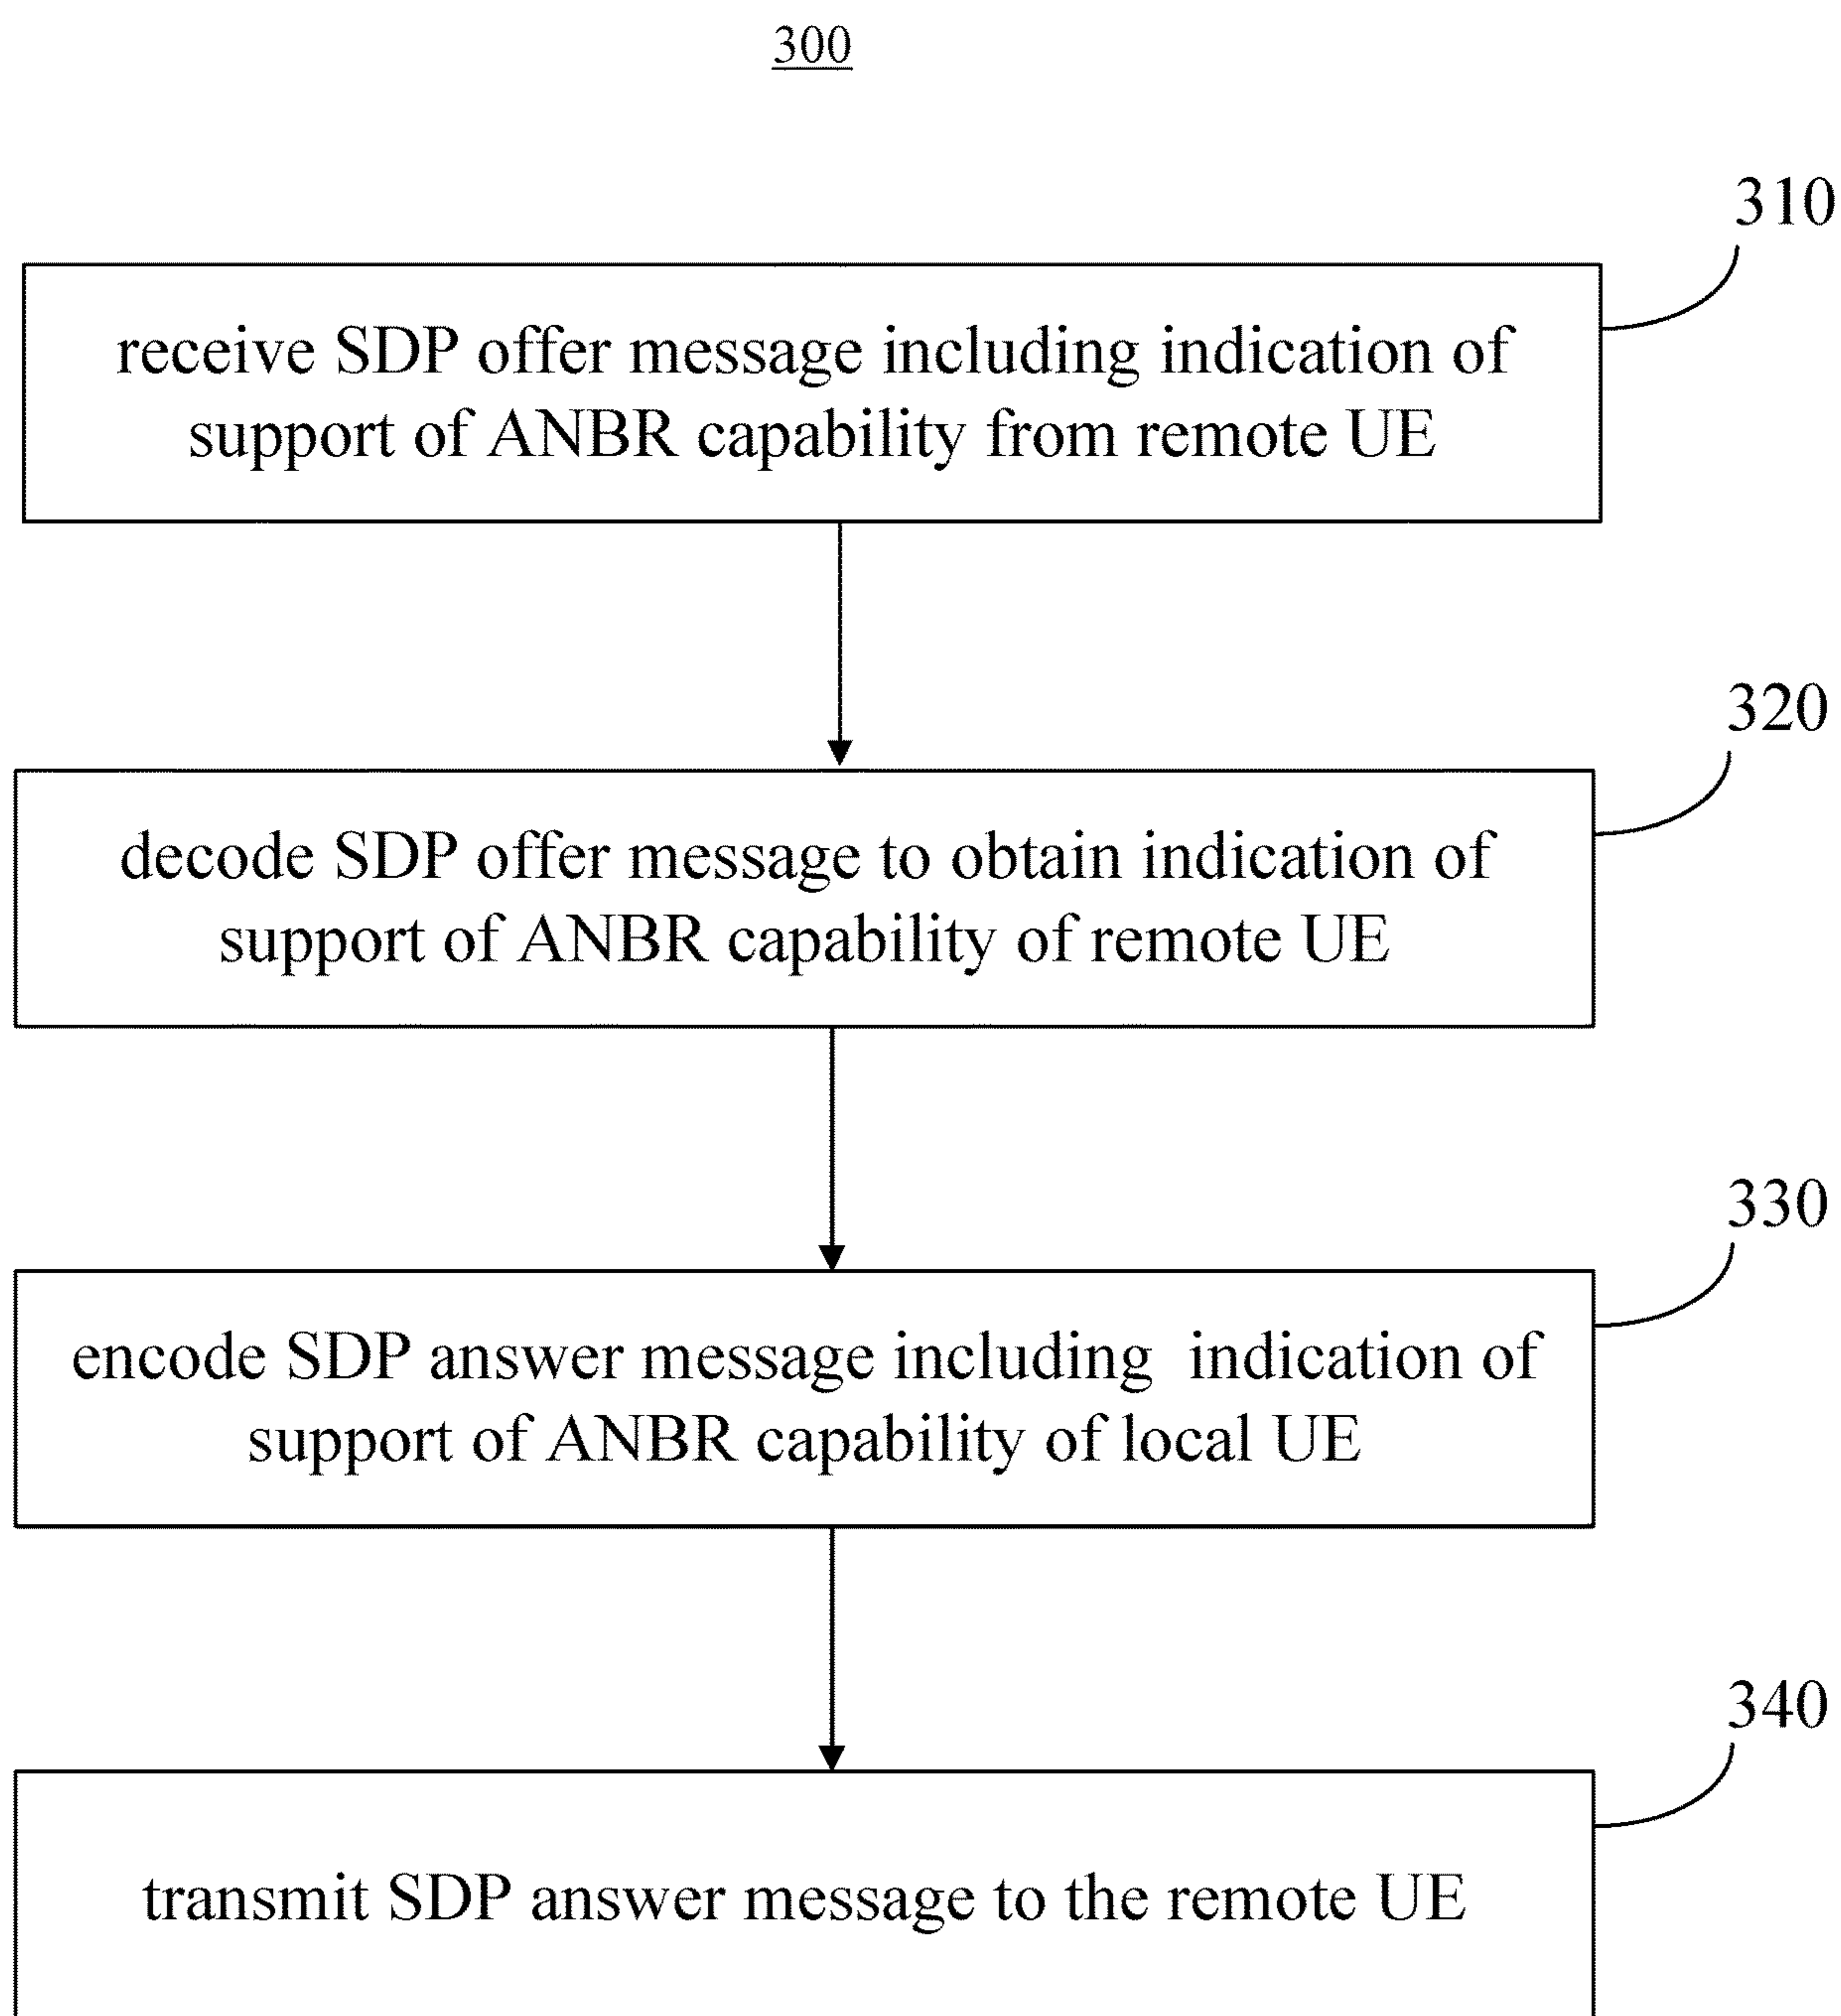 300
310
receive SDP offer message including indication of
support of ANBR capability from remote UE
320
decode SDP offer message to obtain indication of
support of ANBR capability of remote UE
330
encode SDP answer message including indication of
support of ANBR capability of local UE
340
transmit SDP answer message to the remote UE